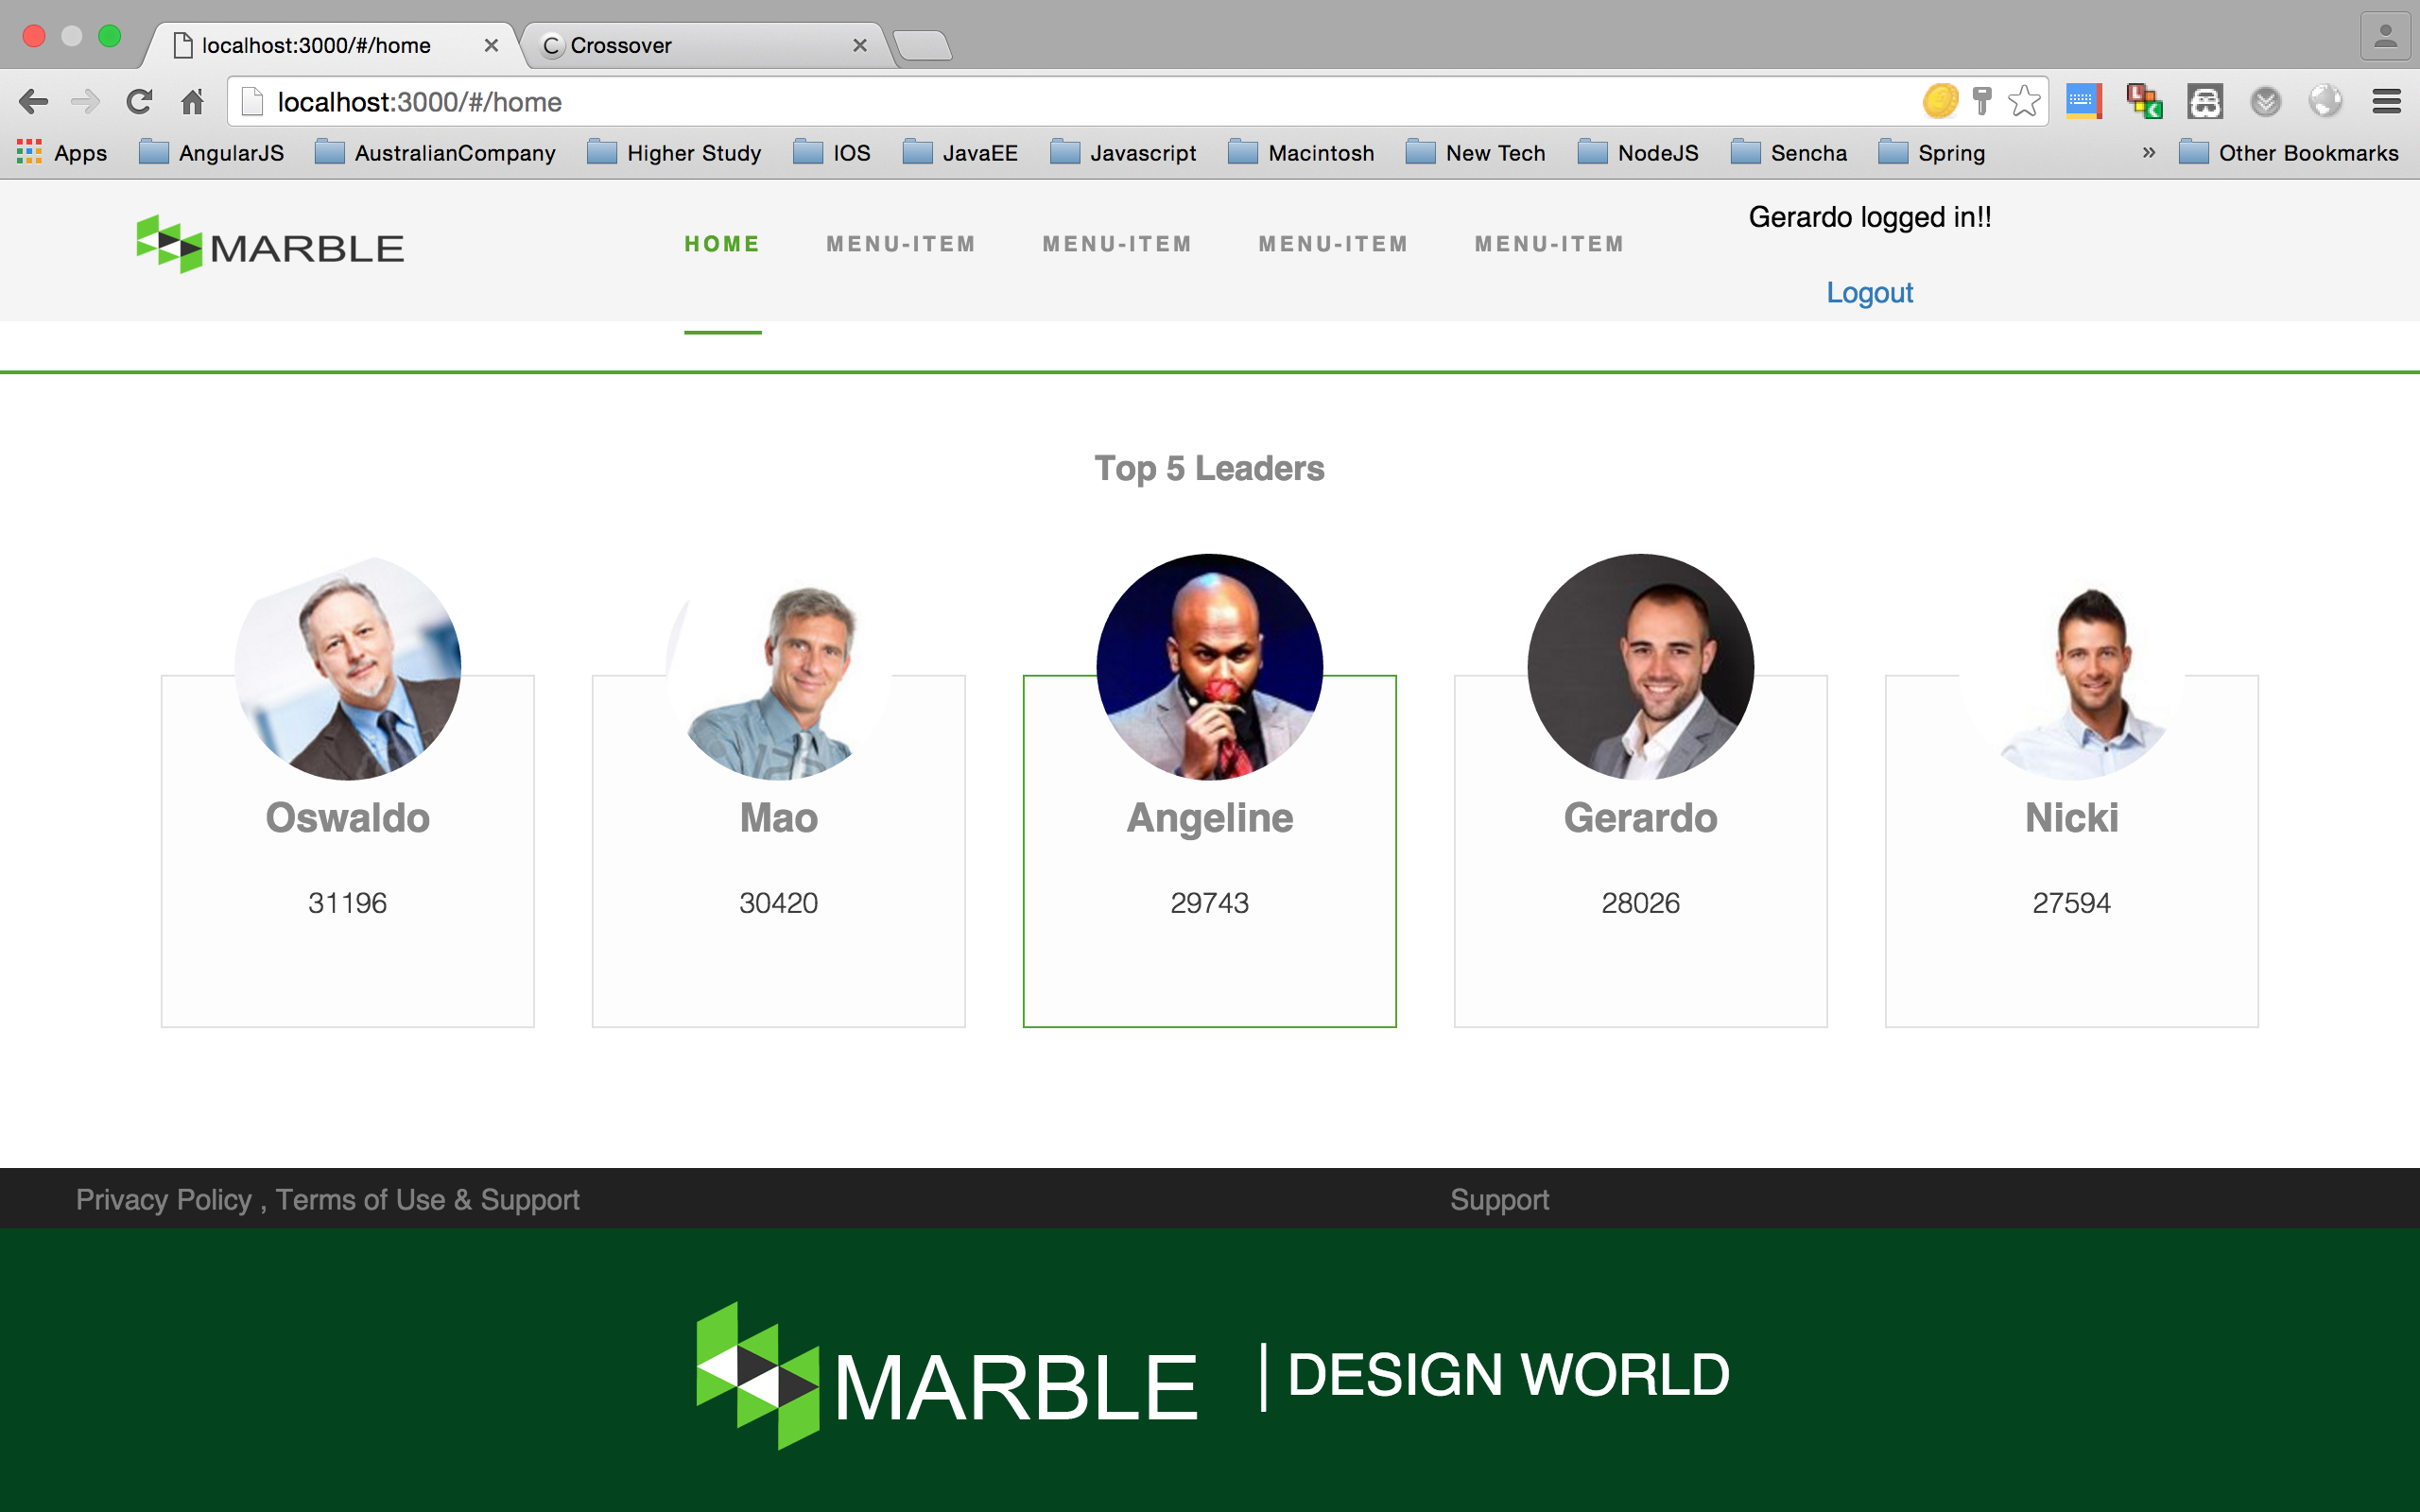 localhost:3000/#/home
Crossover
localhost:3000/#/home
Apps AngularJS AustralianCompany Higher Study IOS JavaEE Javascript Macintosh New Tech NodeJS Sencha Spring » Other Bookmarks
MARBLE
HOME MENU-ITEM MENU-ITEM MENU-ITEM MENU-ITEM
Gerardo logged in!!
Logout
Top 5 Leaders
Oswaldo
31196
Mao
30420
Angeline
29743
Gerardo
28026
Nicki
27594
Privacy Policy , Terms of Use & Support
Support
MARBLE | DESIGN WORLD